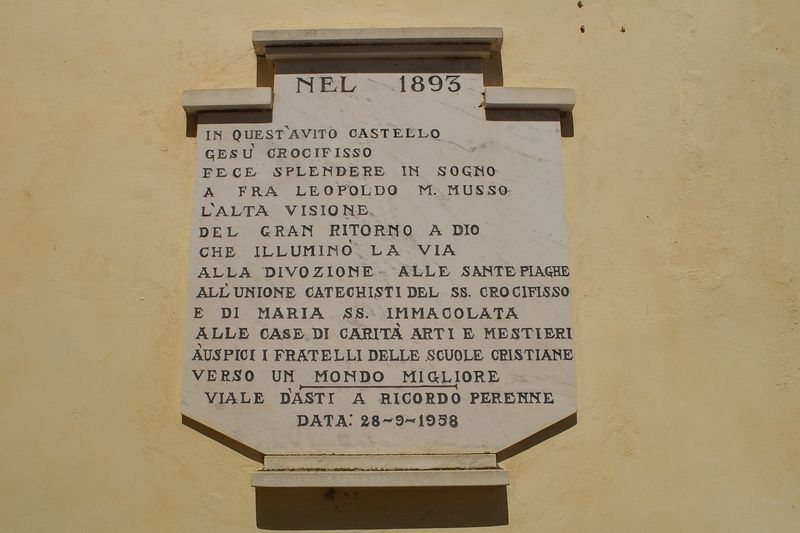 NEL 1893
IN QUEST'AVITO CASTELLO
GESÙ CROCIFISSO
FECE SPLENDERE IN SOGNO
A FRA LEOPOLDO M. MUSSO
L'ALTA VISIONE
DEL GRAN RITORNO A DIO
CHE ILLUMINÒ LA VIA
ALLA DIVOZIONE ALLE SANTE PIAGHE
ALL'UNIONE CATECHISTI DEL SS. CROCIFISSO
E DI MARIA SS. IMMACOLATA
ALLE CASE DI CARITÀ ARTI E MESTIERI
AUSPICI I FRATELLI DELLE SCUOLE CRISTIANE
VERSO UN MONDO MIGLIORE
VIALE D'ASTI A RICORDO PERENNE
DATA: 28-9-1958